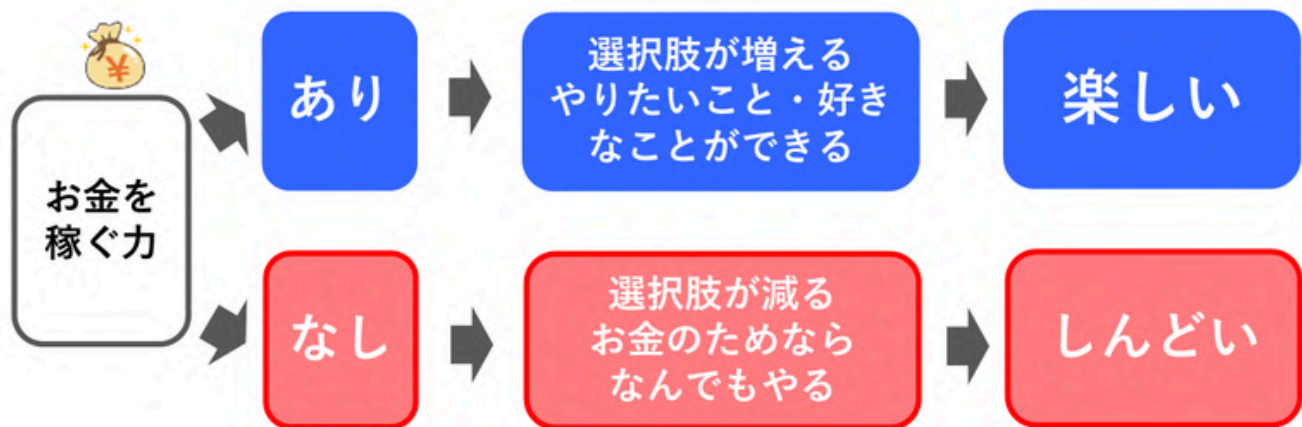 ¥
お金を
稼ぐ力
あり
選択肢が増える
やりたいこと・好き
なことができる
楽しい
なし
選択肢が減る
お金のためなら
なんでもやる
しんどい